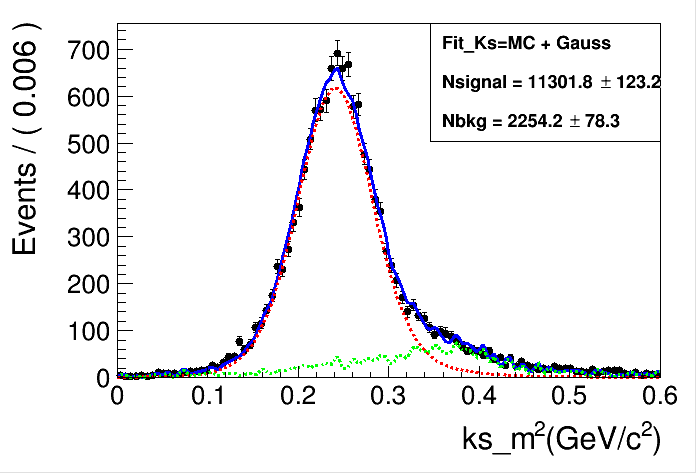 Events / ( 0.006 )
700
600
500
400
300
200
100
0
Fit_Ks=MC + Gauss
Nsignal = 11301.8 ± 123.2
Nbkg = 2254.2 ± 78.3
0 0.1 0.2 0.3 0.4 0.5 0.6
ks_m²(GeV/c²)